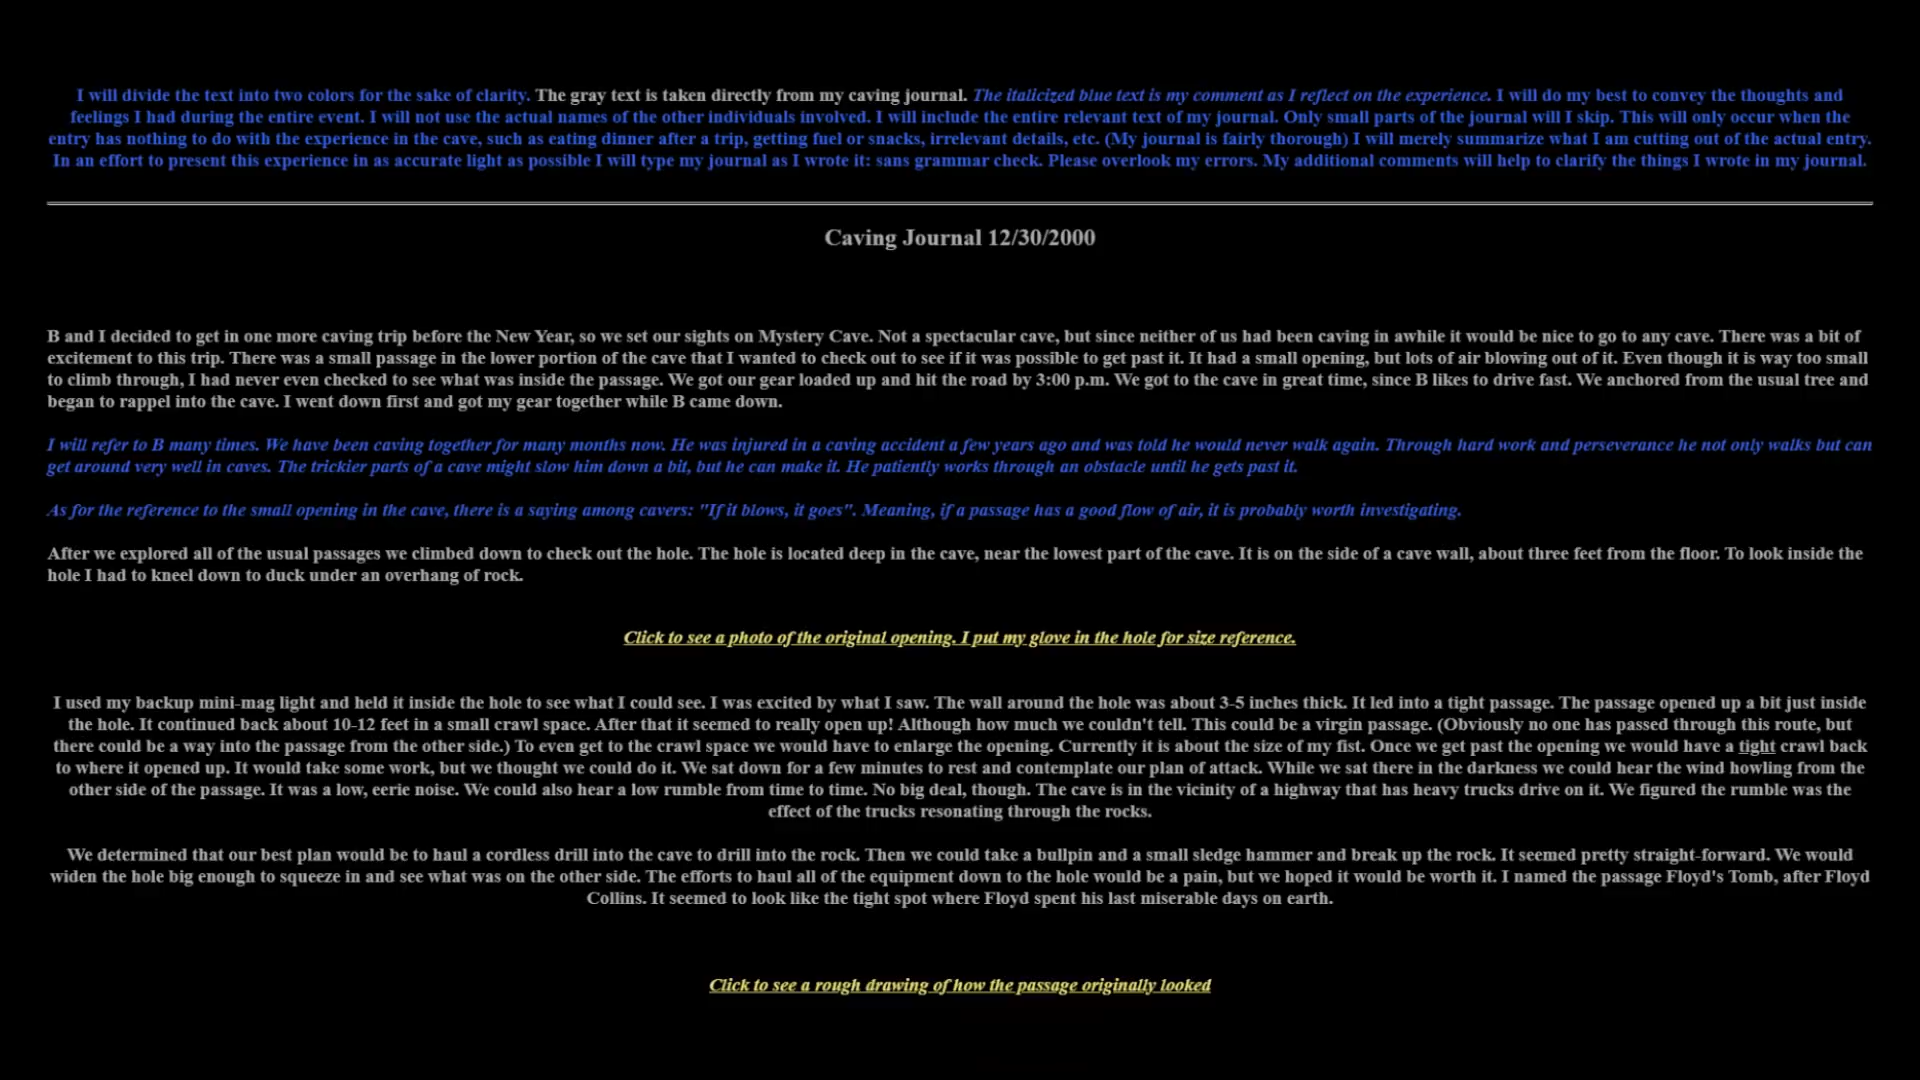 I will divide the text into two colors for the sake of clarity. The gray text is taken directly from my caving journal. The italicized blue text is my comment as I reflect on the experience. I will do my best to convey the thoughts and
feelings I had during the entire event. I will not use the actual names of the other individuals involved. I will include the entire relevant text of my journal. Only small parts of the journal will I skip. This will only occur when the
entry has nothing to do with the experience in the cave, such as eating dinner after a trip, getting fuel or snacks, irrelevant details, etc. (My journal is fairly thorough) I will merely summarize what I am cutting out of the actual entry.
In an effort to present this experience in as accurate light as possible I will type my journal as I wrote it: sans grammar check. Please overlook my errors. My additional comments will help to clarify the things I wrote in my journal.
Caving Journal 12/30/2000
B and I decided to get in one more caving trip before the New Year, so we set our sights on Mystery Cave. Not a spectacular cave, but since neither of us had been caving in awhile it would be nice to go to any cave. There was a bit of
excitement to this trip. There was a small passage in the lower portion of the cave that I wanted to check out to see if it was possible to get past it. It had a small opening, but lots of air blowing out of it. Even though it is way too small
to climb through, I had never even checked to see what was inside the passage. We got our gear loaded up and hit the road by 3:00 p.m. We got to the cave in great time, since B likes to drive fast. We anchored from the usual tree and
began to rappel into the cave. I went down first and got my gear together while B came down.
I will refer to B many times. We have been caving together for many months now. He was injured in a caving accident a few years ago and was told he would never walk again. Through hard work and perseverance he not only walks but can
get around very well in caves. The trickier parts of a cave might slow him down a bit, but he can make it. He patiently works through an obstacle until he gets past it.
As for the reference to the small opening in the cave, there is a saying among cavers: "If it blows, it goes". Meaning, if a passage has a good flow of air, it is probably worth investigating.
After we explored all of the usual passages we climbed down to check out the hole. The hole is located deep in the cave, near the lowest part of the cave. It is on the side of a cave wall, about three feet from the floor. To look inside the
hole I had to kneel down to duck under an overhang of rock.
Click to see a photo of the original opening. I put my glove in the hole for size reference.
I used my backup mini-mag light and held it inside the hole to see what I could see. I was excited by what I saw. The wall around the hole was about 3-5 inches thick. It led into a tight passage. The passage opened up a bit just inside
the hole. It continued back about 10-12 feet in a small crawl space. After that it seemed to really open up! Although how much we couldn't tell. This could be a virgin passage. (Obviously no one has passed through this route, but
there could be a way into the passage from the other side.) To even get to the crawl space we would have to enlarge the opening. Currently it is about the size of my fist. Once we get past the opening we would have a tight crawl back
to where it opened up. It would take some work, but we thought we could do it. We sat down for a few minutes to rest and contemplate our plan of attack. While we sat there in the darkness we could hear the wind howling from the
other side of the passage. It was a low, eerie noise. We could also hear a low rumble from time to time. No big deal, though. The cave is in the vicinity of a highway that has heavy trucks drive on it. We figured the rumble was the
effect of the trucks resonating through the rocks.
We determined that our best plan would be to haul a cordless drill into the cave to drill into the rock. Then we could take a bullpin and a small sledge hammer and break up the rock. It seemed pretty straight-forward. We would
widen the hole big enough to squeeze in and see what was on the other side. The efforts to haul all of the equipment down to the hole would be a pain, but we hoped it would be worth it. I named the passage Floyd's Tomb, after Floyd
Collins. It seemed to look like the tight spot where Floyd spent his last miserable days on earth.
Click to see a rough drawing of how the passage originally looked